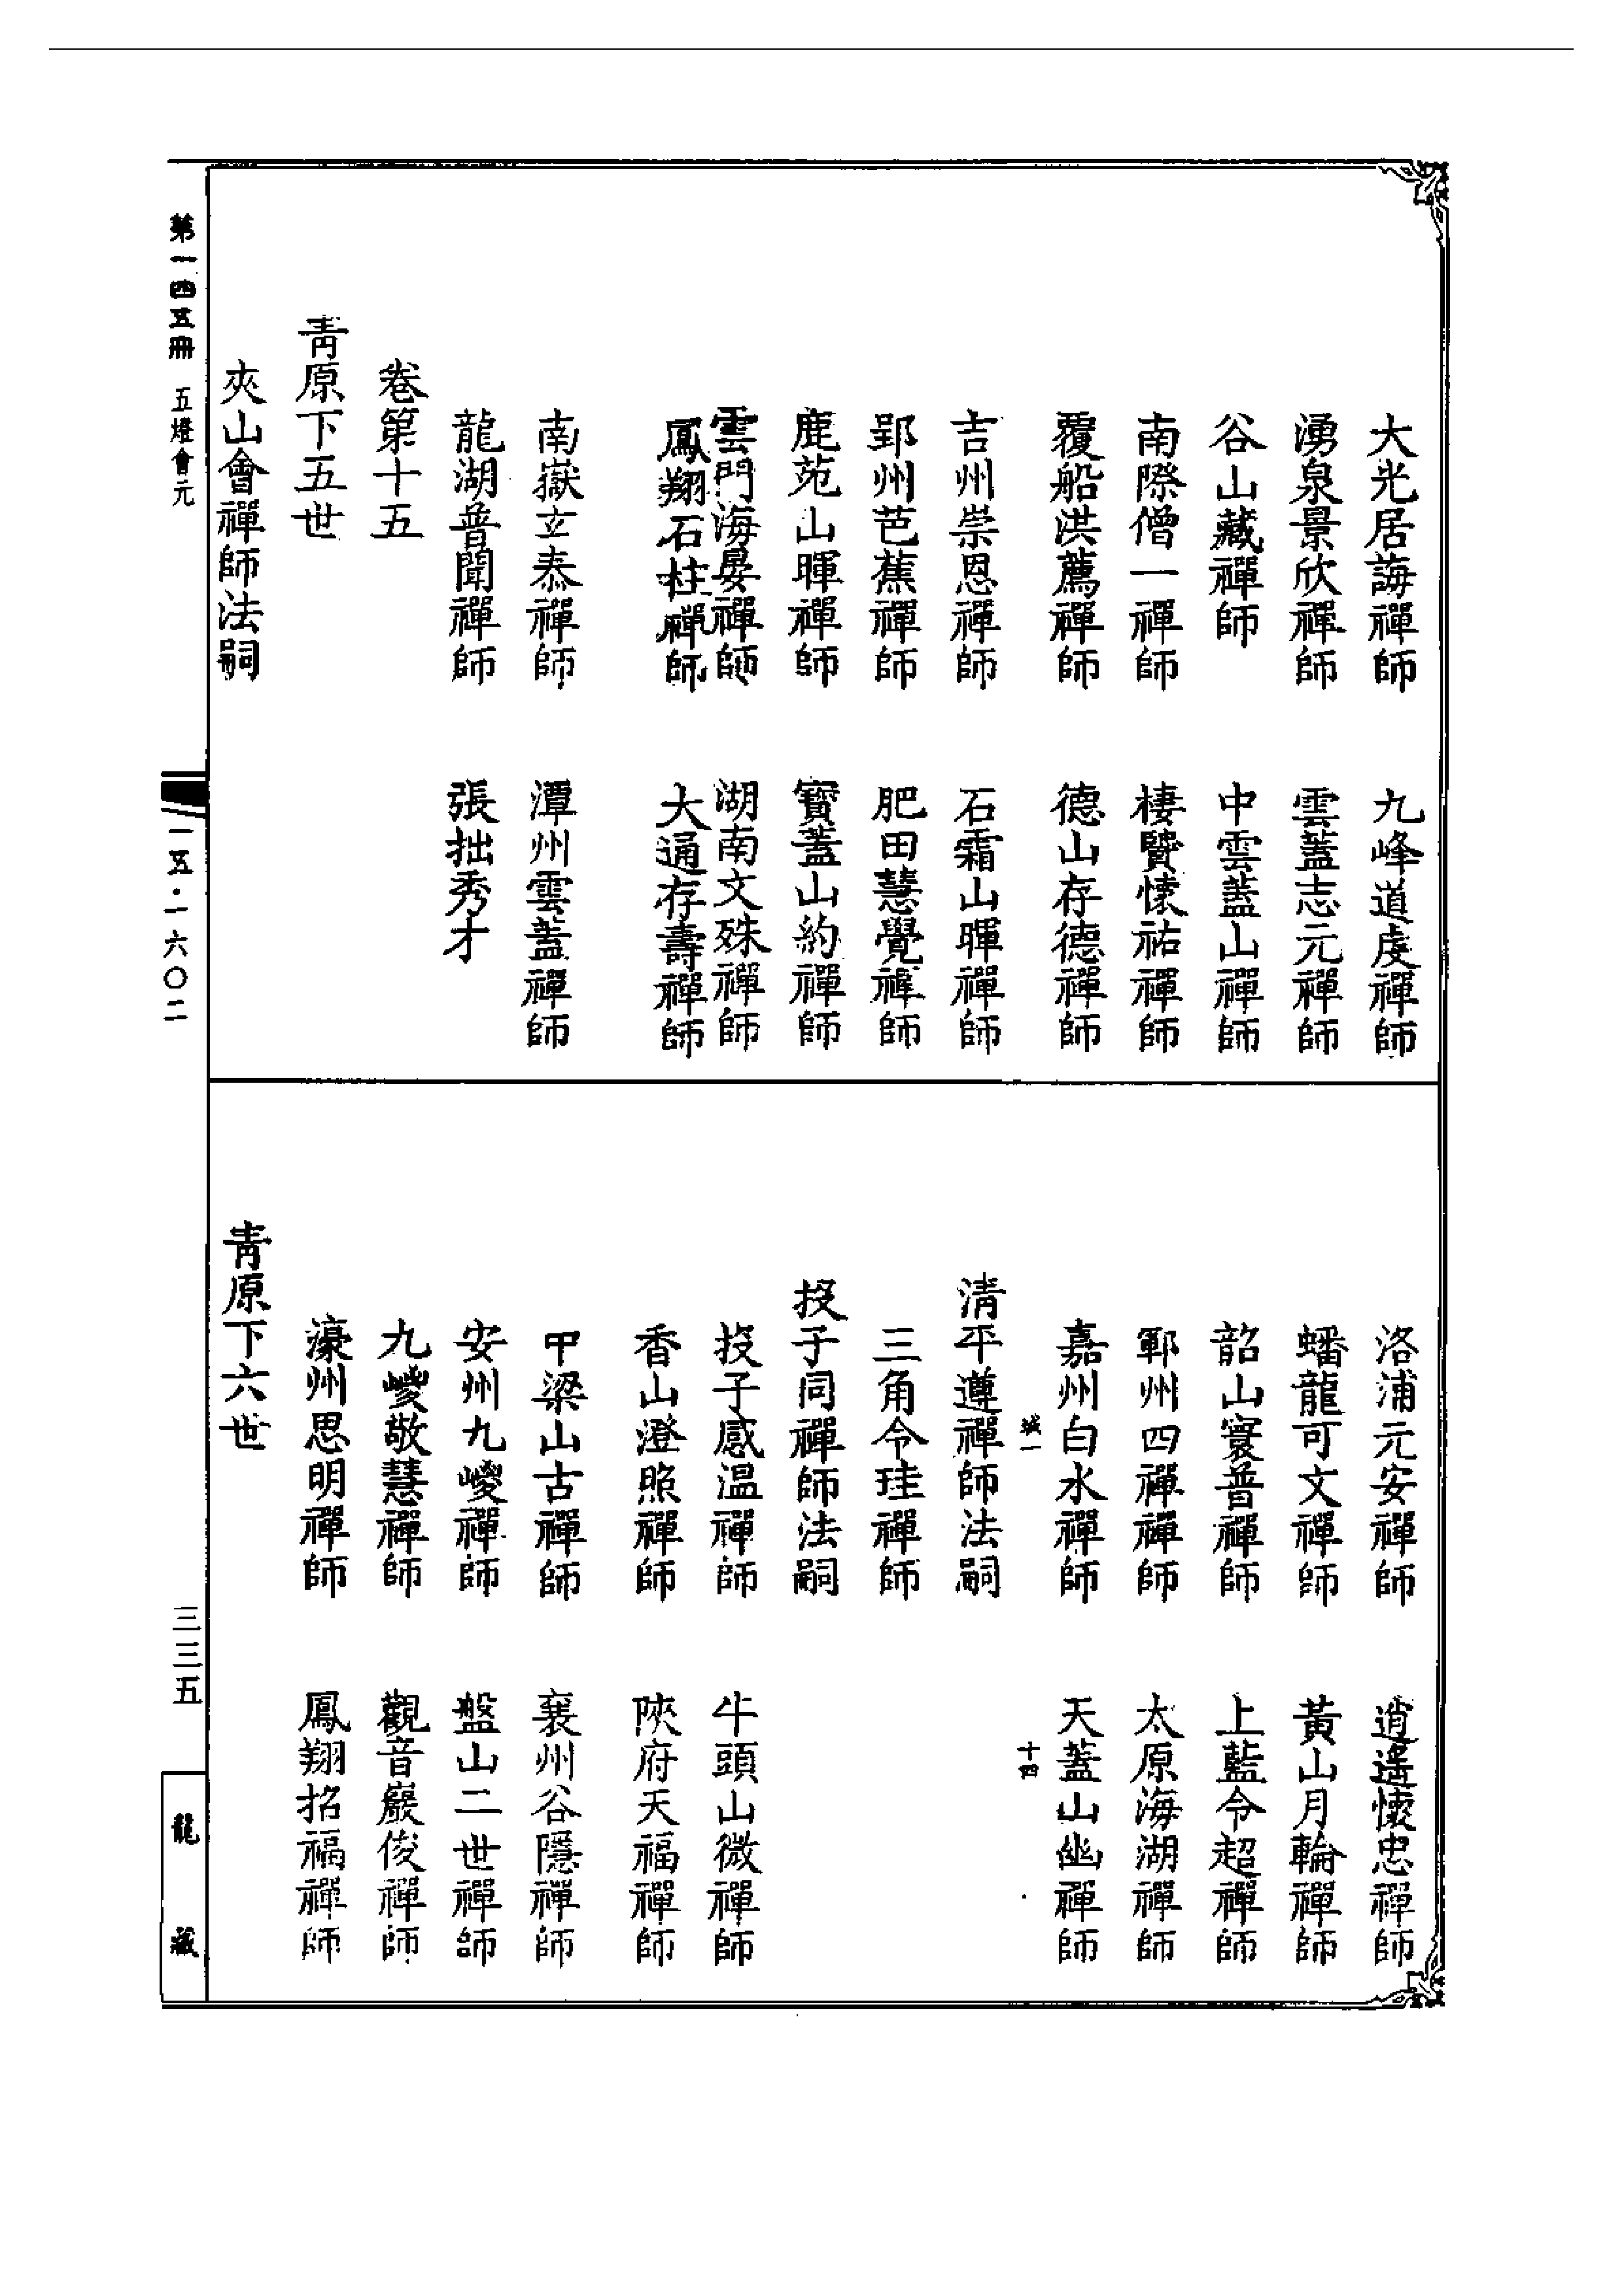 大光居誨禪師　九峰道虔禪師
湧泉景欣禪師　雲蓋志元禪師
谷山藏禪師　中雲蓋山禪師
南際僧一禪師　棲賢懷祐禪師
覆船洪薦禪師　德山存德禪師
吉州崇恩禪師　石霜山暉禪師
郢州芭蕉禪師　肥田慧覺禪師
鹿苑山暉禪師　寶蓋山約禪師
雲門海晏禪師　湖南文殊禪師
鳳翔石柱禪師　大通存壽禪師
南嶽玄泰禪師　潭州雲蓋禪師
龍湖普聞禪師　張拙秀才
卷第十五
青原下五世
夾山會禪師法嗣
洛浦元安禪師　逍遙懷忠禪師
蟠龍可文禪師　黃山月輪禪師
韶山寰普禪師　上藍令超禪師
鄆州四禪禪師　太原海湖禪師
嘉州白水禪師　天蓋山幽禪師
城一　十四
清平遵禪師法嗣
三角令珪禪師
投子同禪師法嗣
投子感温禪師　牛頭山微禪師
香山澄照禪師　陝府天福禪師
中梁山古禪師　襄州谷隱禪師
安州九嵕禪師　盤山二世禪師
九嵕敬慧禪師　觀音巖俊禪師
濠州思明禪師　鳳翔招福禪師
青原下六世
第一四五冊　五燈會元
一五·一六〇二
三三五
龍藏